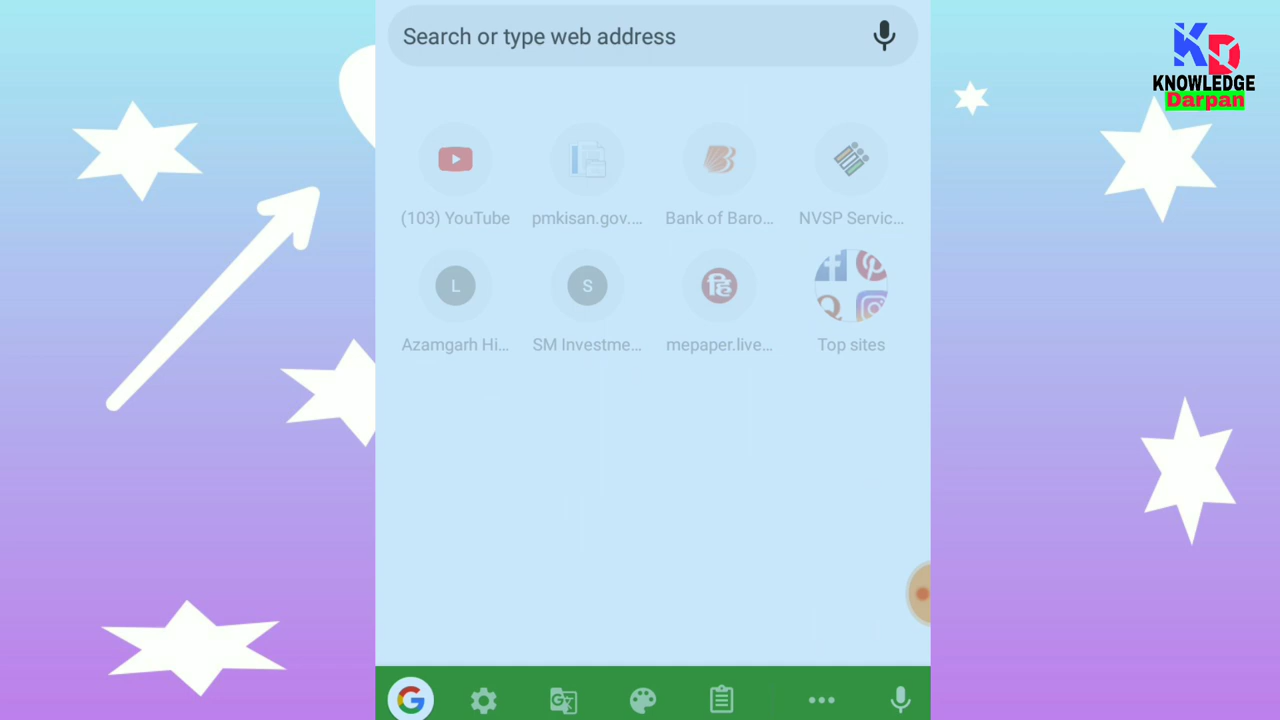 Search or type web address
KD
KNOWLEDGE
Darpan
(103) YouTube
pmkisan.gov....
Bank of Baro...
NVSP Servic...
L
S
हि
Azamgarh Hi...
SM Investme...
mepaper.live...
Top sites